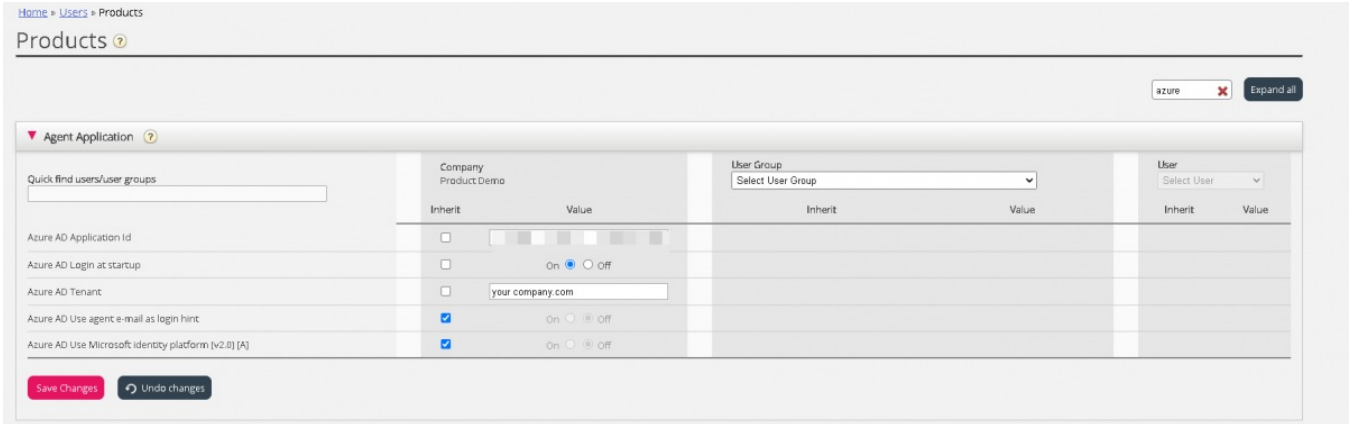 Home » Users » Products
Products ?
azure Expand all
Agent Application ?
Quick find users/user groups
Company
Product Demo
User Group
Select User Group
User
Select User
Inherit Value Inherit Value Inherit Value
Azure AD Application Id
Azure AD Login at startup On Off
Azure AD Tenant your company.com
Azure AD Use agent e-mail as login hint On Off
Azure AD Use Microsoft identity platform [v2.0] [A] On Off
Save Changes Undo changes